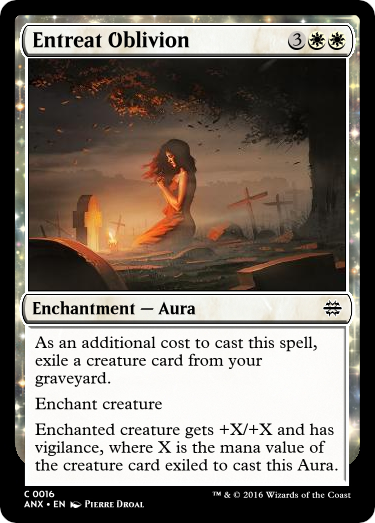 Entreat Oblivion 3
Enchantment — Aura
As an additional cost to cast this spell,
exile a creature card from your
graveyard.
Enchant creature
Enchanted creature gets +X/+X and has
vigilance, where X is the mana value of
the creature card exiled to cast this Aura.
C 0016
ANX • EN Pierre Droal
™ & © 2016 Wizards of the Coast